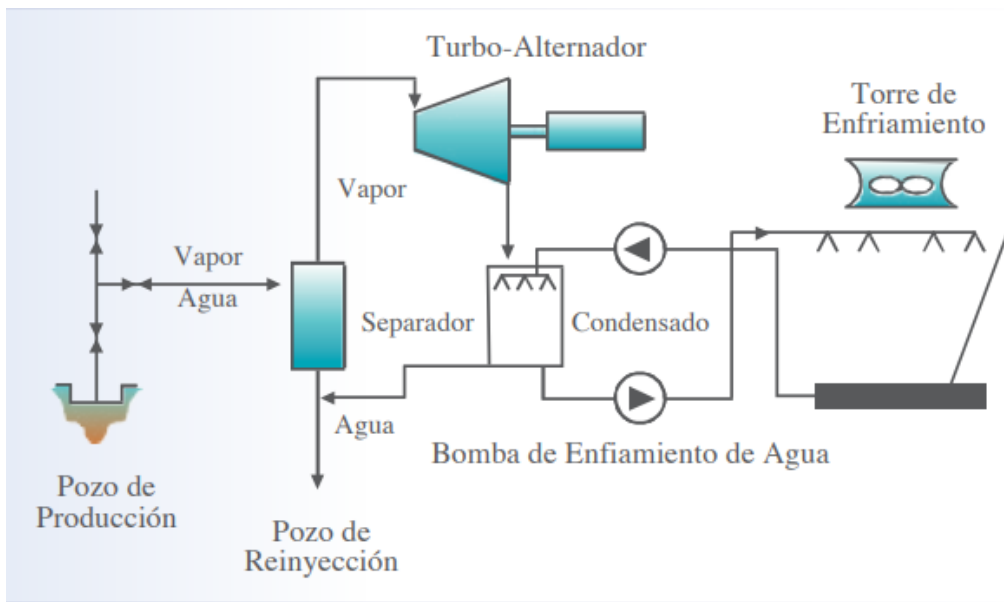 Turbo-Alternador
Torre de
Enfriamiento
Vapor
Vapor
Agua
Separador
Condensado
Agua
Bomba de Enfiamiento de Agua
Pozo de
Producción
Pozo de
Reinyección